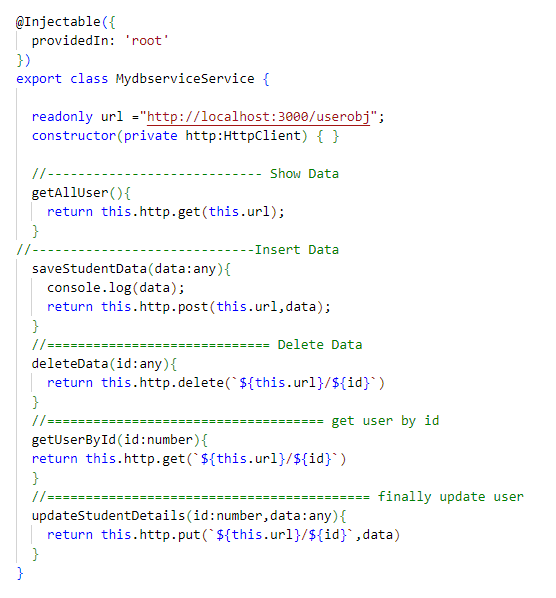 @Injectable({
  providedIn: 'root'
})
export class MydbserviceService {

  readonly url ="http://localhost:3000/userobj";
  constructor(private http:HttpClient) { }

  //---------------------------- Show Data
  getAllUser(){
    return this.http.get(this.url);
  }
//-----------------------------Insert Data
  saveStudentData(data:any){
    console.log(data);
    return this.http.post(this.url,data);
  }
  //============================= Delete Data
  deleteData(id:any){
    return this.http.delete(`${this.url}/${id}`)
  }
  //==================================== get user by id
  getUserById(id:number){
  return this.http.get(`${this.url}/${id}`)
  }
  //========================================== finally update user
  updateStudentDetails(id:number,data:any){
    return this.http.put(`${this.url}/${id}`,data)
  }
}